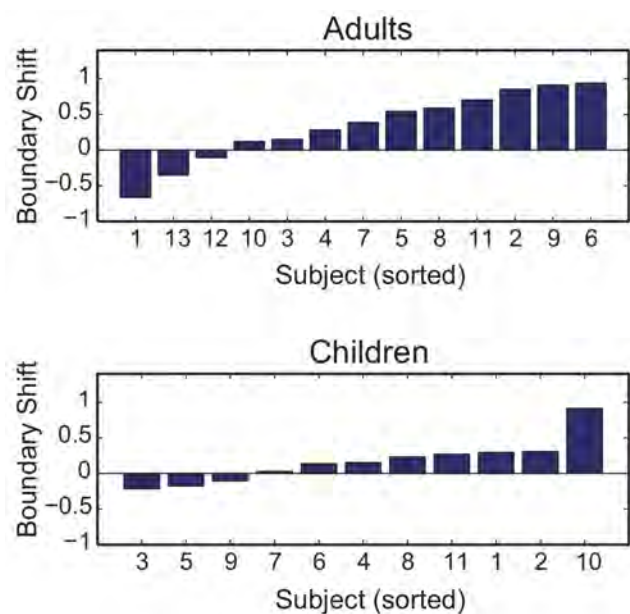 Adults
Boundary Shift
1
0.5
0
−0.5
−1
1 13 12 10 3 4 7 5 8 11 2 9 6
Subject (sorted)
Children
Boundary Shift
1
0.5
0
−0.5
−1
3 5 9 7 6 4 8 11 1 2 10
Subject (sorted)